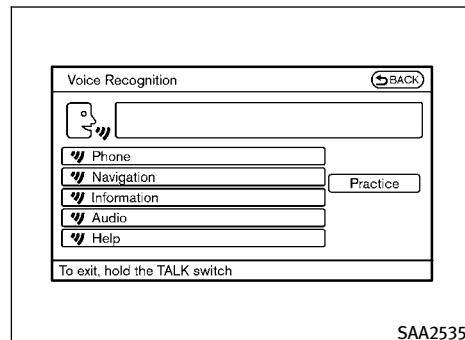 Voice Recognition
BACK
Phone
Navigation
Practice
Information
Audio
Help
To exit, hold the TALK switch
SAA2535